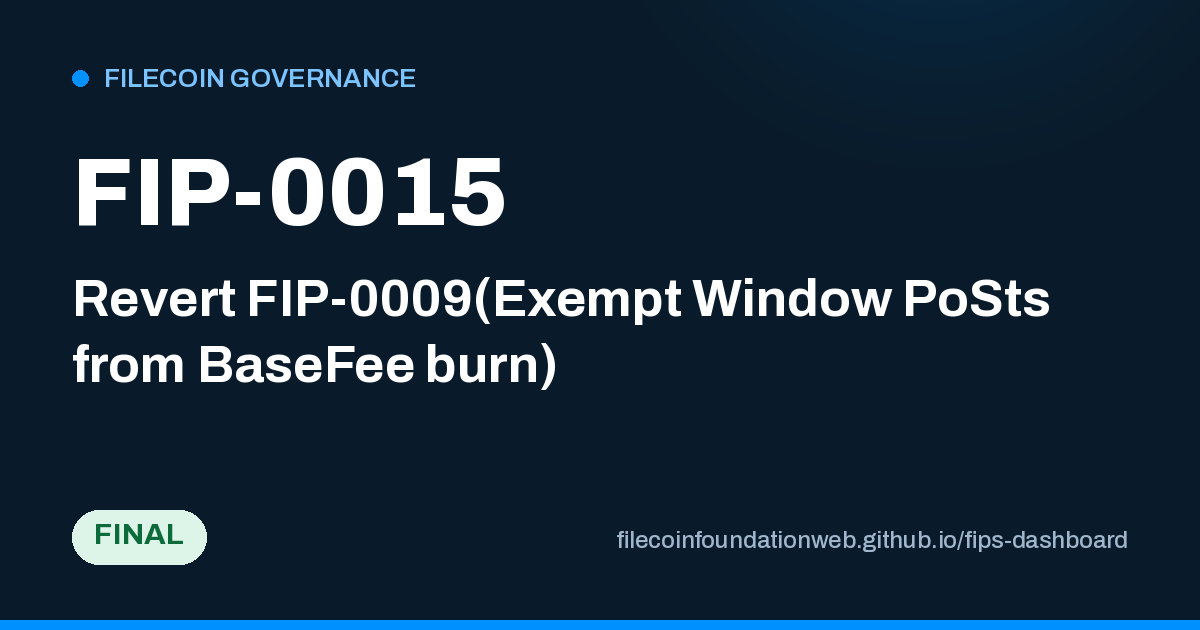 FILECOIN GOVERNANCE
FIP-0015
Revert FIP-0009(Exempt Window PoSts
from BaseFee burn)
FINAL
filecoinfoundationweb.github.io/fips-dashboard